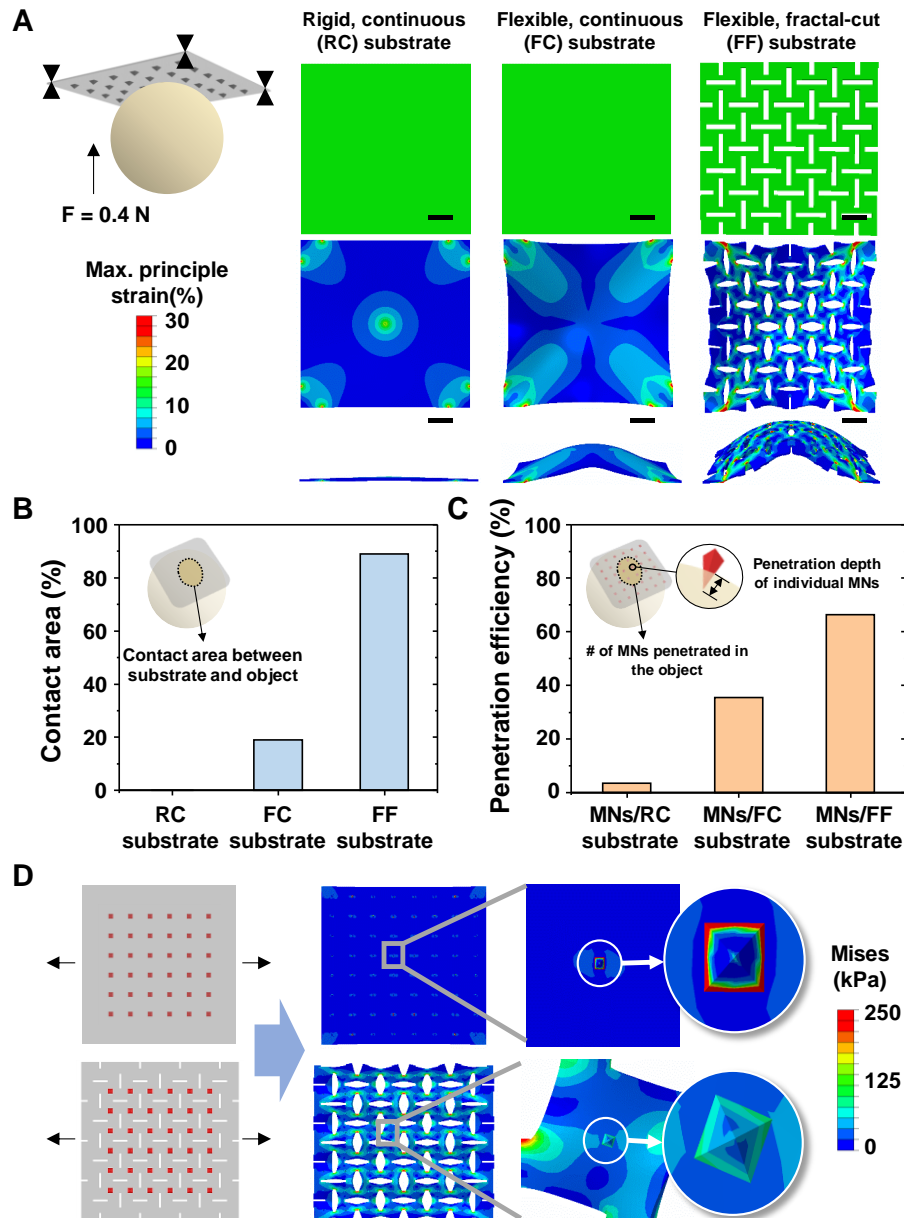 A
Rigid, continuous
(RC) substrate
Flexible, continuous
(FC) substrate
Flexible, fractal-cut
(FF) substrate
F = 0.4 N
Max. principle
strain(%)
30
20
10
0
B
Contact area (%)
100
80
60
40
20
0
Contact area between
substrate and object
RC
substrate
FC
substrate
FF
substrate
C
Penetration efficiency (%)
100
80
60
40
20
0
Penetration depth
of individual MNs
# of MNs penetrated in
the object
MNs/RC
substrate
MNs/FC
substrate
MNs/FF
substrate
D
Mises
(kPa)
250
125
0